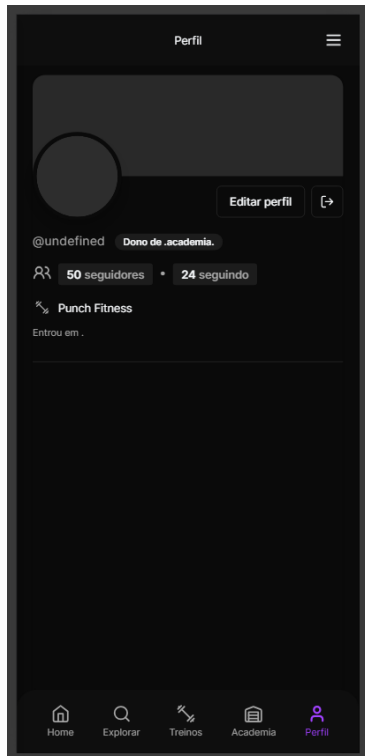 Perfil
Editar perfil
@undefined Dono de .academia.
50 seguidores • 24 seguindo
Punch Fitness
Entrou em .
Home Explorar Treinos Academia Perfil